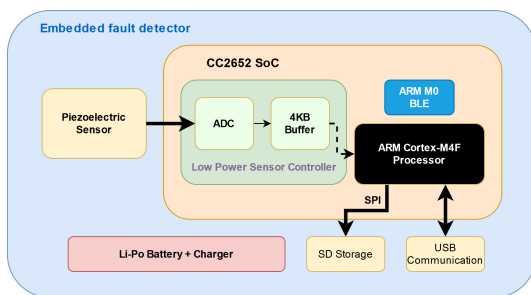 Embedded fault detector
CC2652 SoC
Piezoelectric
Sensor
ADC
4KB
Buffer
Low Power Sensor Controller
ARM M0
BLE
ARM Cortex-M4F
Processor
SPI
Li-Po Battery + Charger
SD Storage
USB
Communication